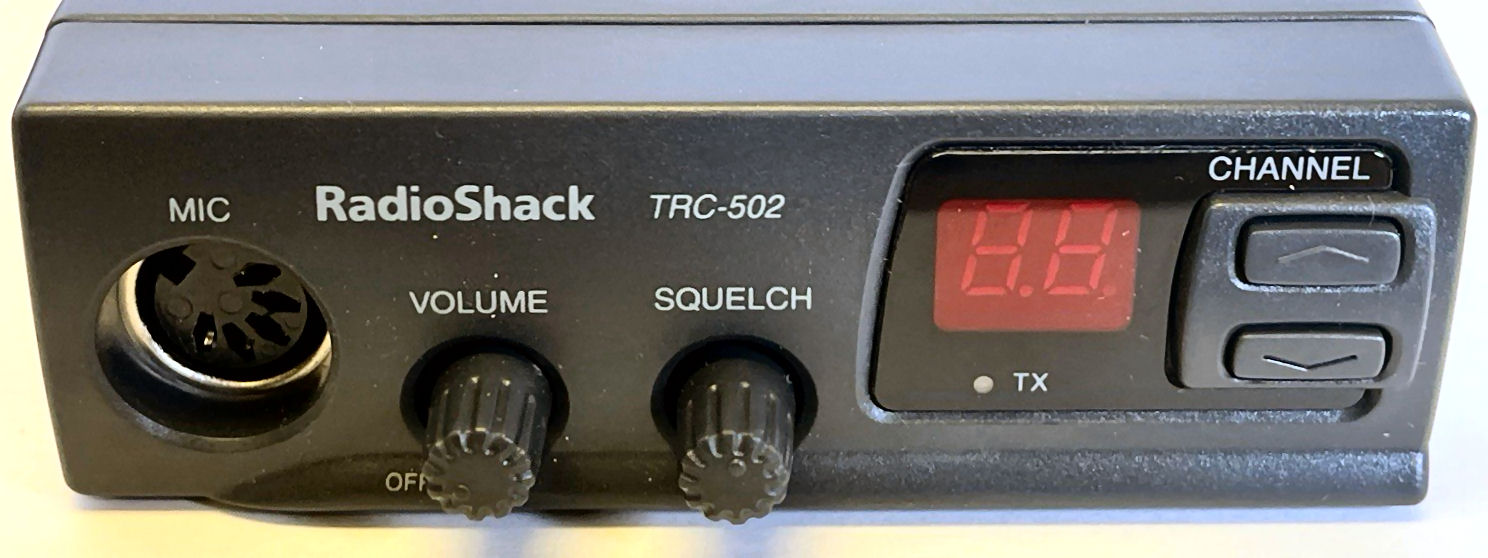 CHANNEL
MIC
RadioShack
TRC-502
VOLUME
SQUELCH
TX
OFF